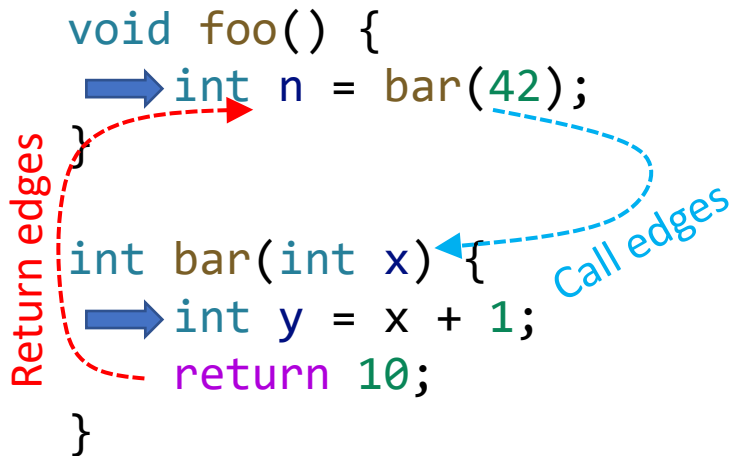 void foo() {
int n = bar(42);
}
int bar(int x) {
int y = x + 1;
return 10;
}
Return edges
Call edges